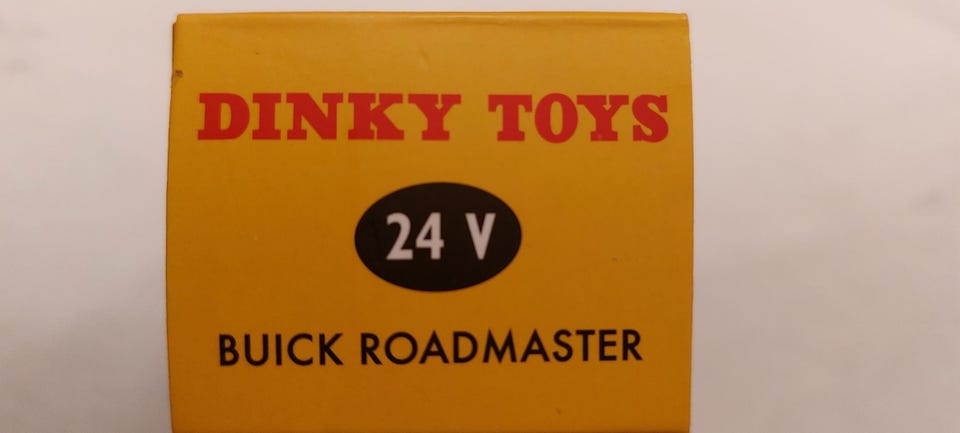 DINKY TOYS
24 V
BUICK ROADMASTER